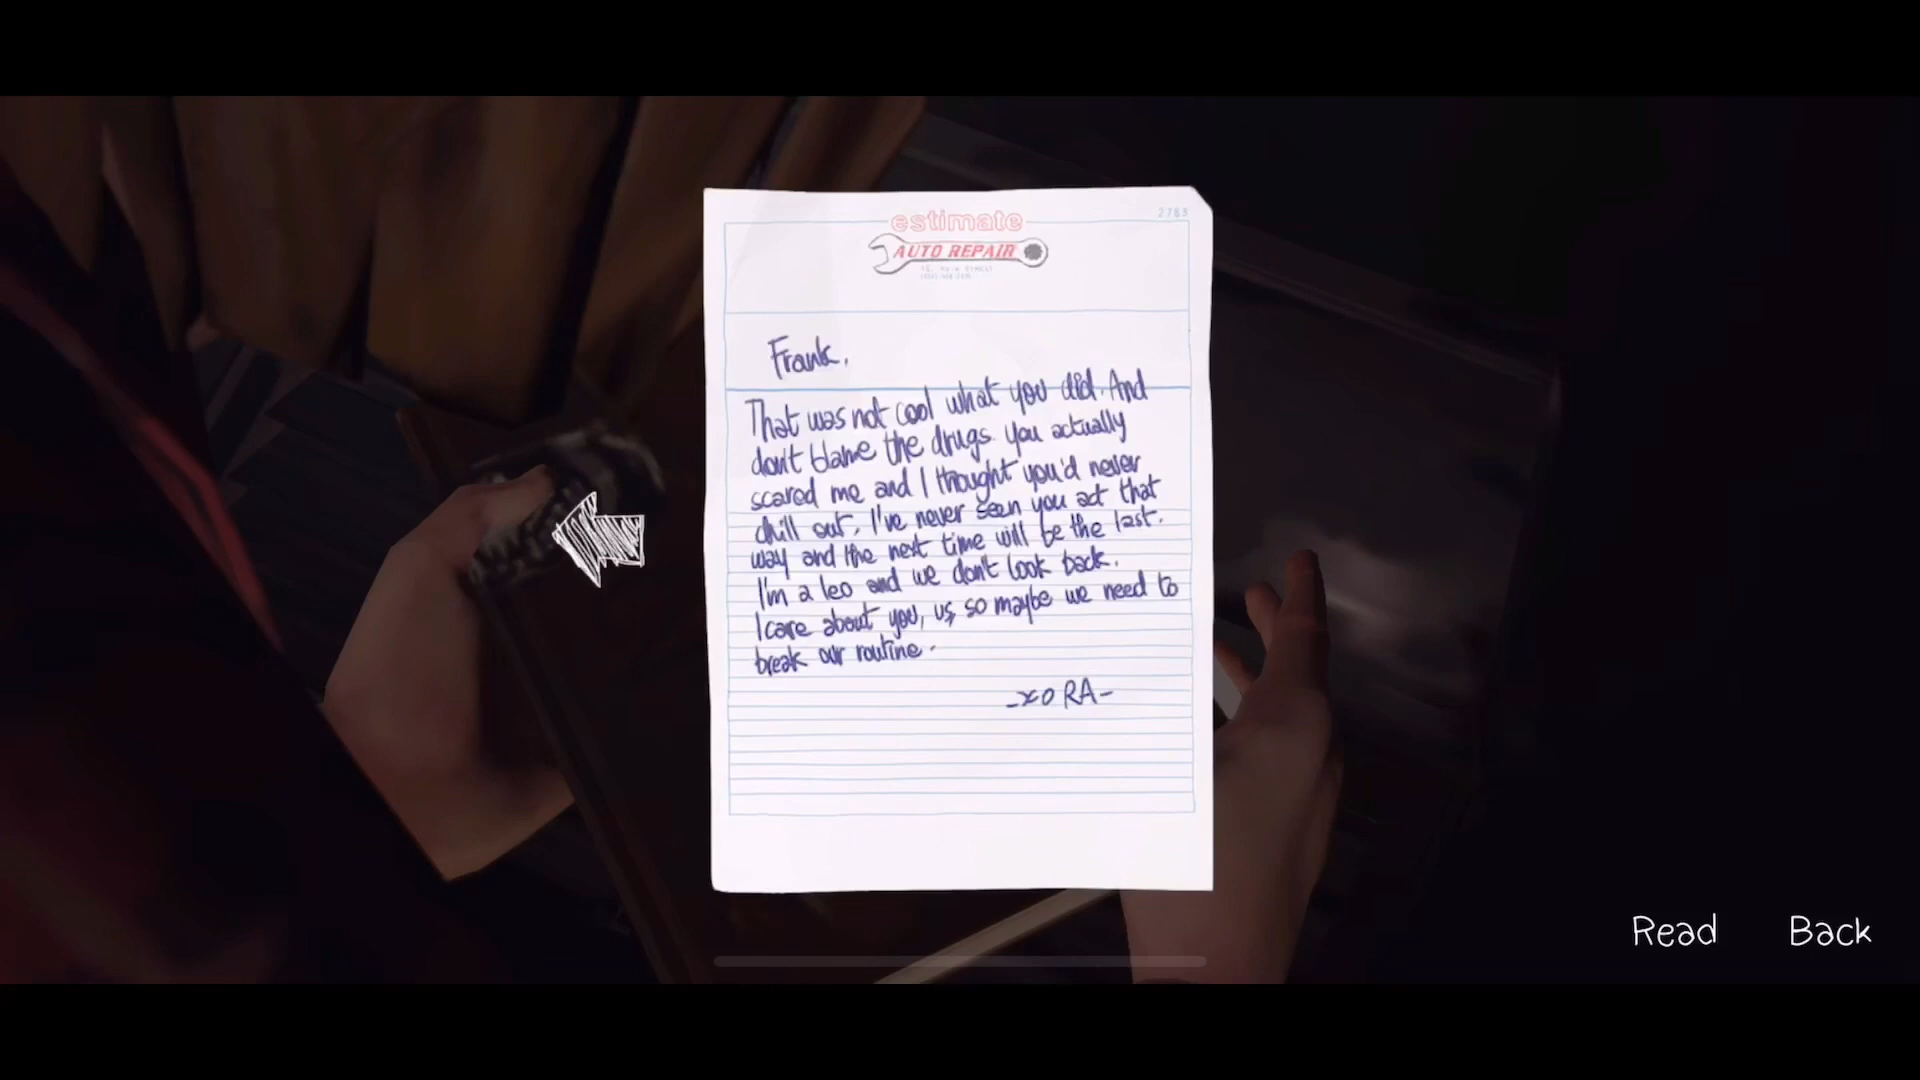 2783
estimate
AUTO REPAIR
Frank,
That was not cool what you did. And
don't blame the drugs. You actually
scared me and I thought you'd never
chill out. I've never seen you act that
way and the next time will be the last.
I'm a leo and we don't look back.
I care about you, us, so maybe we need to
break our routine.
-xo RA-
Read Back